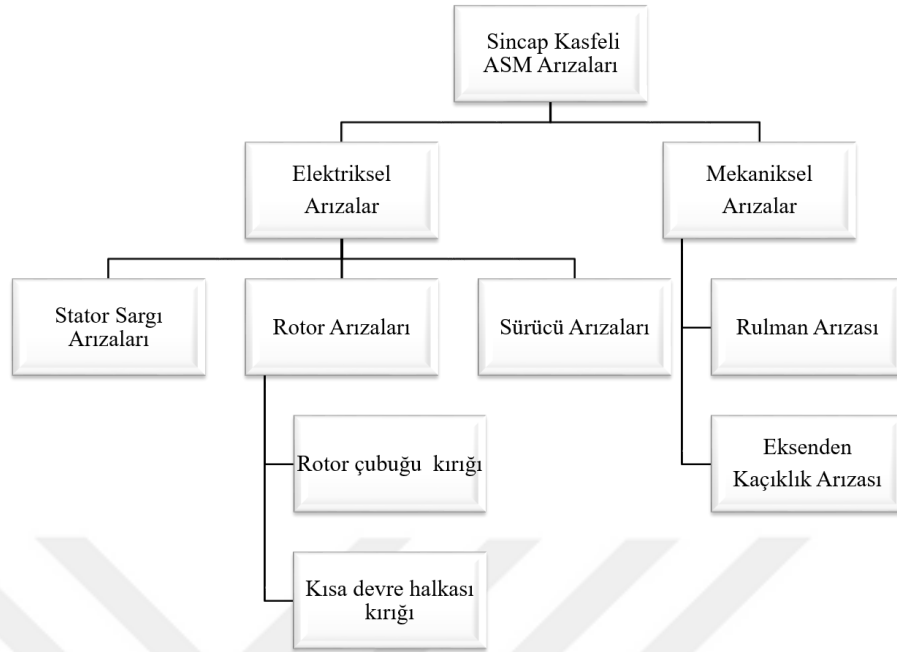 Sincap Kasfeli
ASM Arızaları
Elektriksel
Arızalar
Mekaniksel
Arızalar
Stator Sargı
Arızaları
Rotor Arızaları
Sürücü Arızaları
Rulman Arızası
Rotor çubuğu kırığı
Eksenden
Kaçıklık Arızası
Kısa devre halkası
kırığı